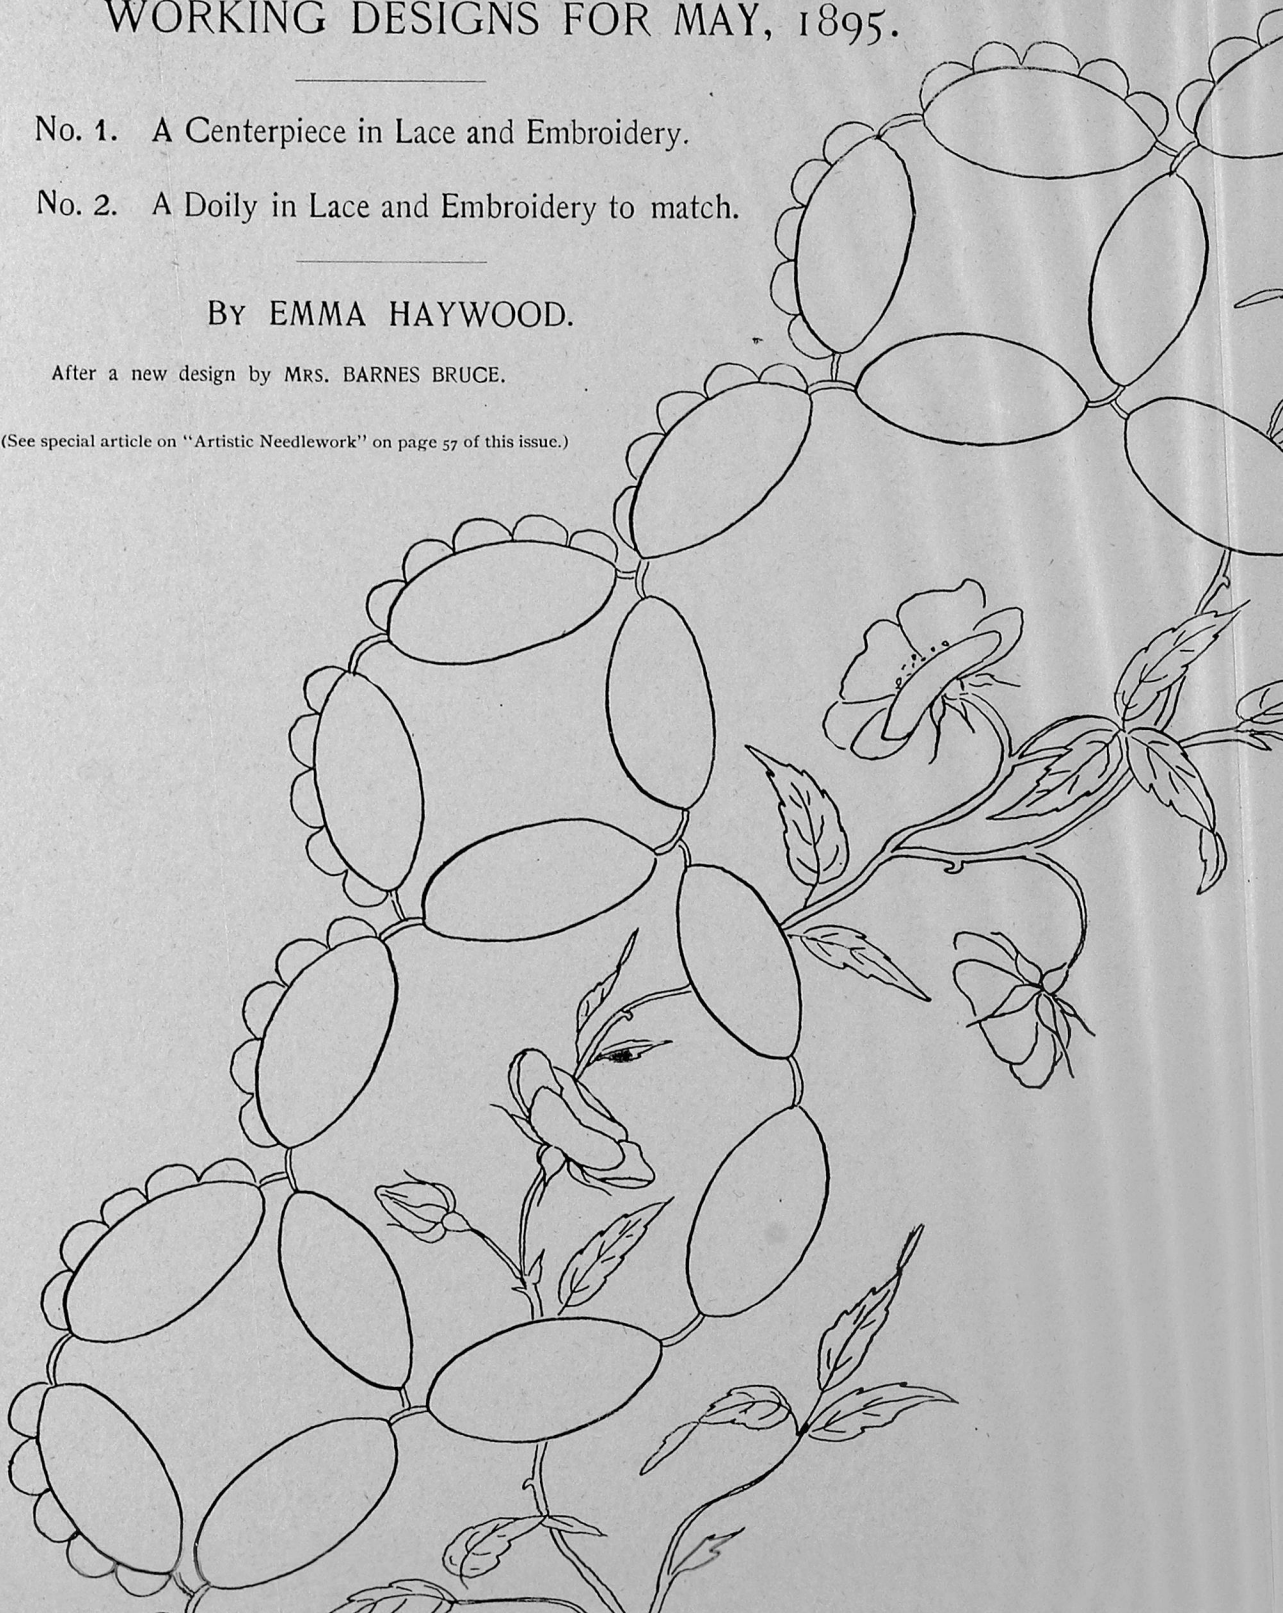 WORKING DESIGNS FOR MAY, 1895.
No. 1. A Centerpiece in Lace and Embroidery.
No. 2. A Doily in Lace and Embroidery to match.
By EMMA HAYWOOD.
After a new design by MRS. BARNES BRUCE.
(See special article on "Artistic Needlework" on page 57 of this issue.)